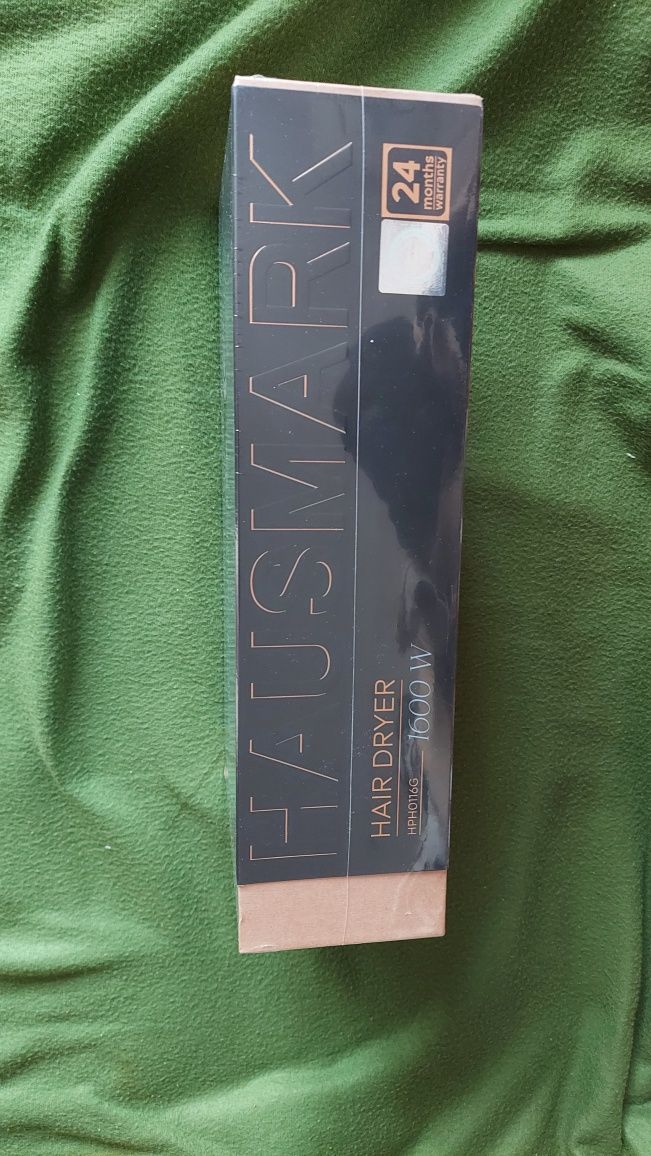 HAUSMARK
24
months
warranty
HAIR DRYER
HPH0116G
1600 W